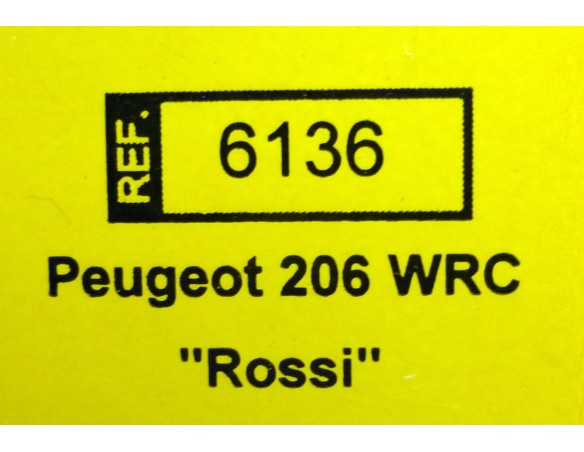 REF. 6136
Peugeot 206 WRC
"Rossi"